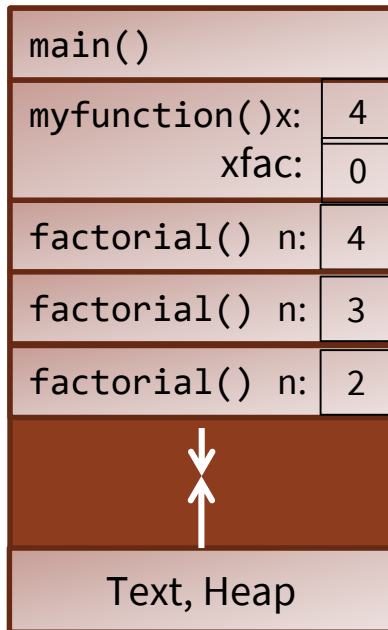 main()
myfunction()x: 4
xfac: 0
factorial() n: 4
factorial() n: 3
factorial() n: 2
Text, Heap